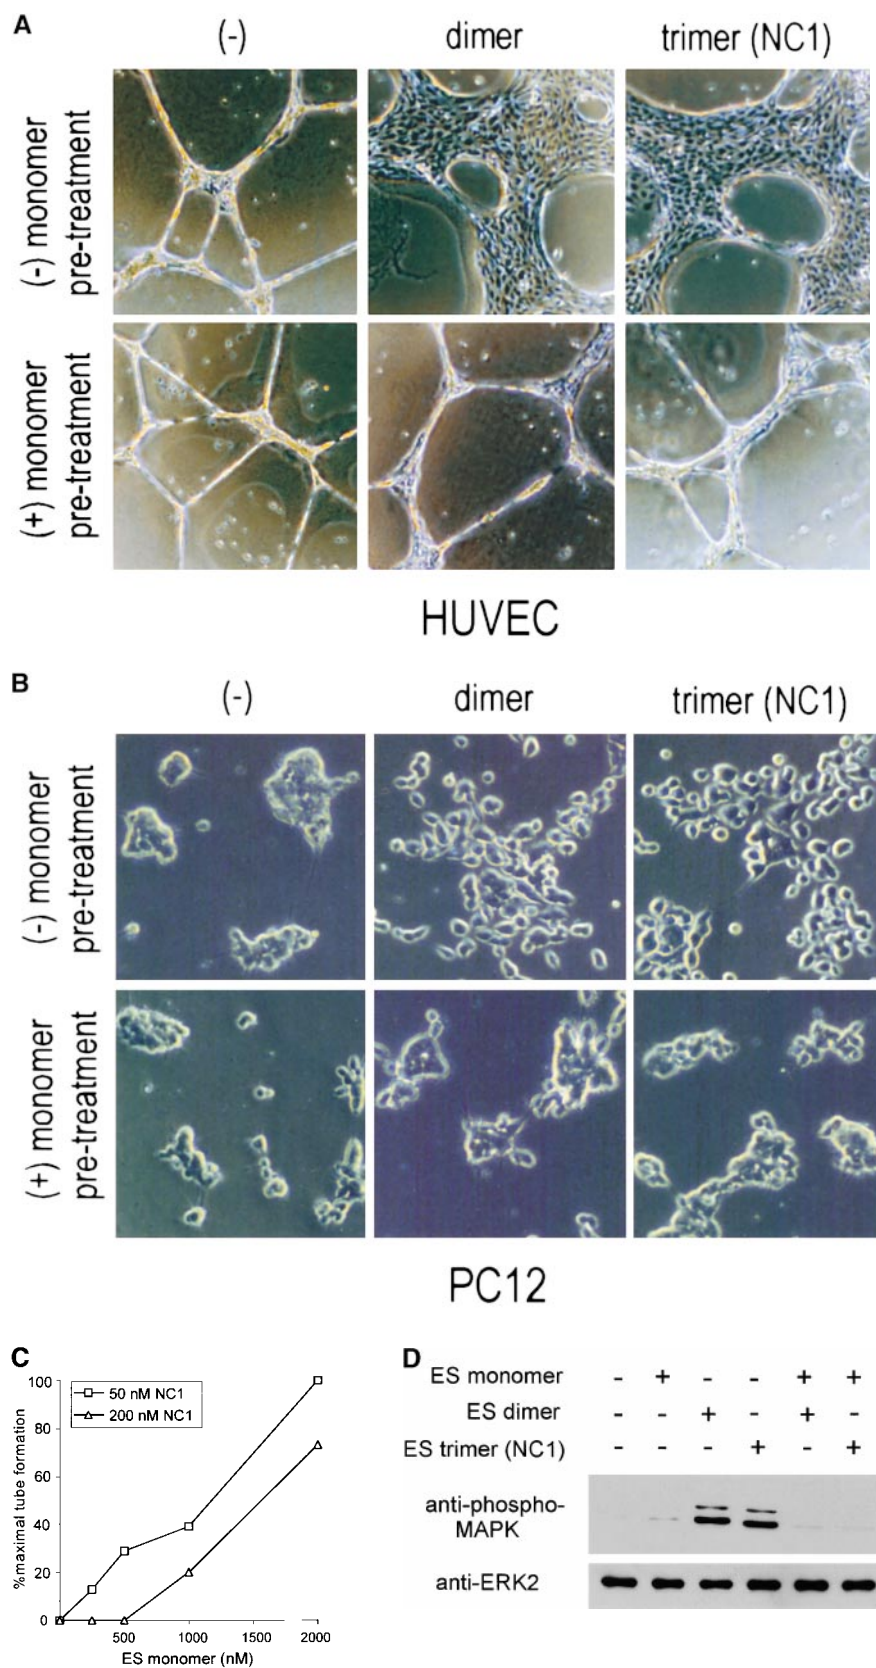 A
(-)
dimer
trimer (NC1)
(-) monomer
pre-treatment
(+) monomer
pre-treatment
HUVEC
B
(-)
dimer
trimer (NC1)
(-) monomer
pre-treatment
(+) monomer
pre-treatment
PC12
C
50 nM NC1
200 nM NC1
%maximal tube formation
100
80
60
40
20
0
500
1000
1500
2000
ES monomer (nM)
D
ES monomer - + - - + +
ES dimer - - + - + -
ES trimer (NC1) - - - + - +
anti-phospho-
MAPK
anti-ERK2